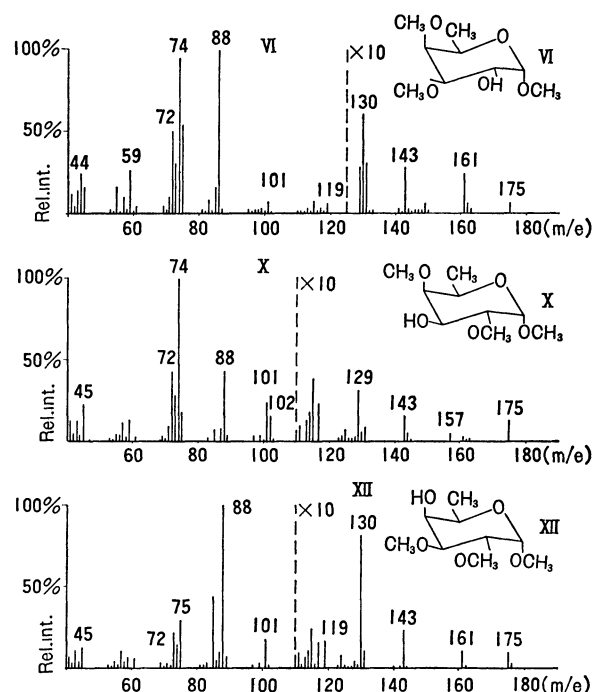 VI
100%
50%
Rel.int.
44
59
72
74
88
101
119
×10
130
143
161
175
60
80
100
120
140
160
180(m/e)
CH₃O
OCH₃
CH₃
O
CH₃O
OH
OCH₃
VI
X
100%
50%
Rel.int.
45
72
74
88
101
102
×10
129
143
157
175
60
80
100
120
140
160
180(m/e)
CH₃O
CH₃
O
HO
OCH₃
OCH₃
X
XII
100%
50%
Rel.int.
45
72
75
88
101
119
×10
130
143
161
175
60
80
100
120
140
160
180(m/e)
HO
CH₃
O
CH₃O
OCH₃
OCH₃
XII